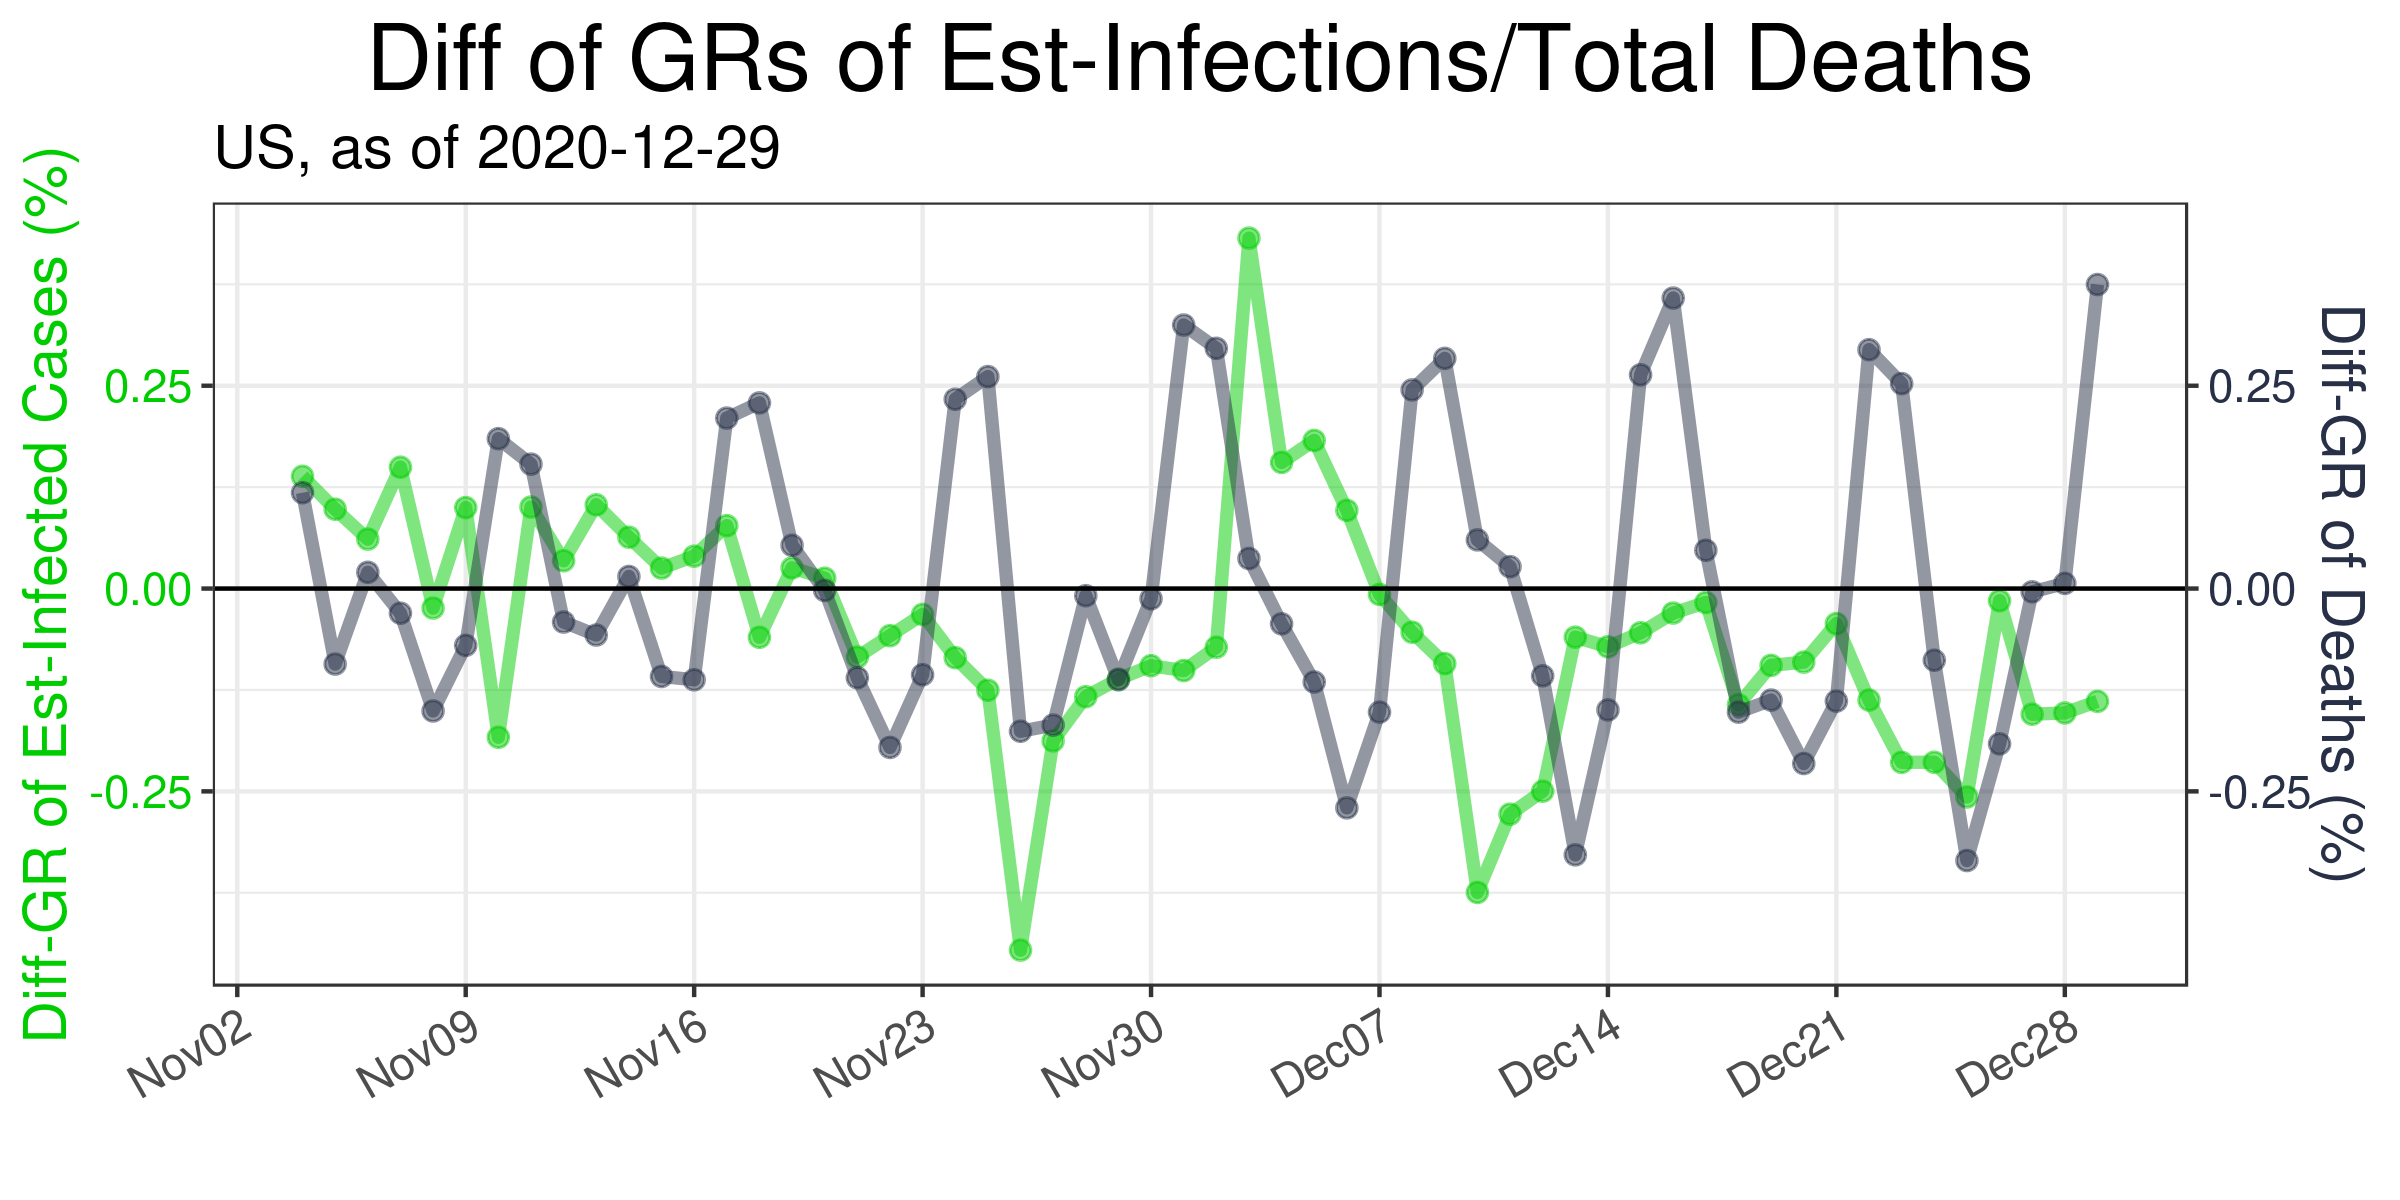 Diff of GRs of Est-Infections/Total Deaths
US, as of 2020-12-29
Diff-GR of Est-Infected Cases (%)
0.25
0.00
-0.25
0.25
0.00
-0.25
Diff-GR of Deaths (%)
Nov02
Nov09
Nov16
Nov23
Nov30
Dec07
Dec14
Dec21
Dec28